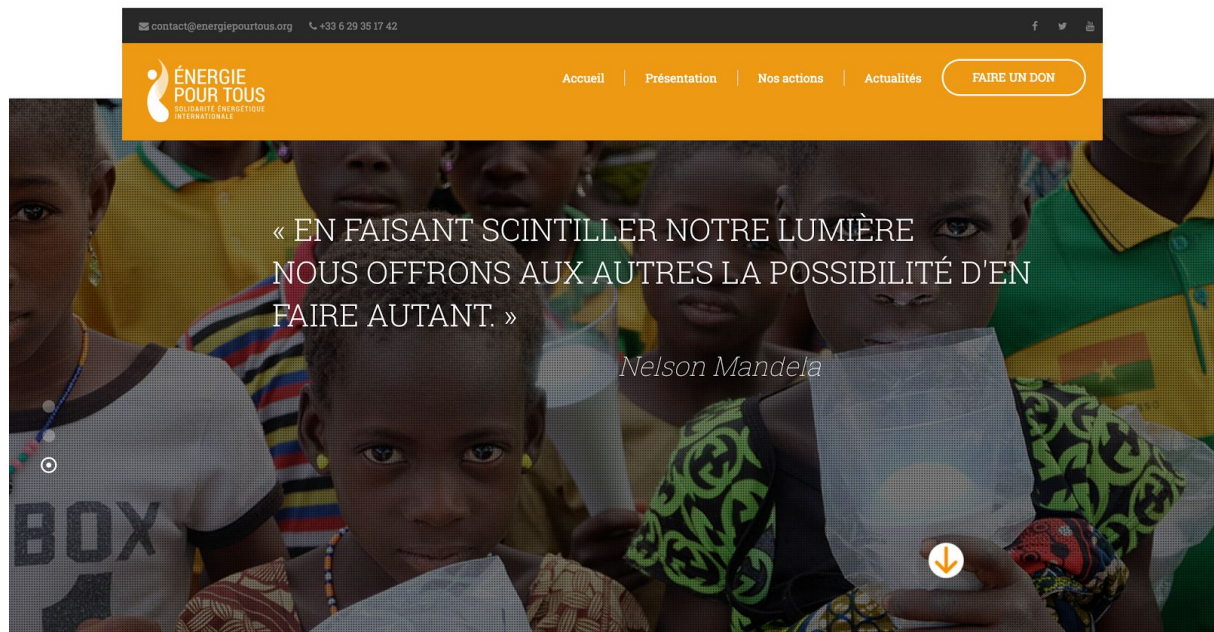 contact@energiepourtous.org +33 6 29 35 17 42
ÉNERGIE
POUR TOUS
SOLIDARITÉ ÉNERGÉTIQUE
INTERNATIONALE
Accueil Présentation Nos actions Actualités FAIRE UN DON
« EN FAISANT SCINTILLER NOTRE LUMIÈRE
NOUS OFFRONS AUX AUTRES LA POSSIBILITÉ D'EN
FAIRE AUTANT. »
Nelson Mandela
BOX
1